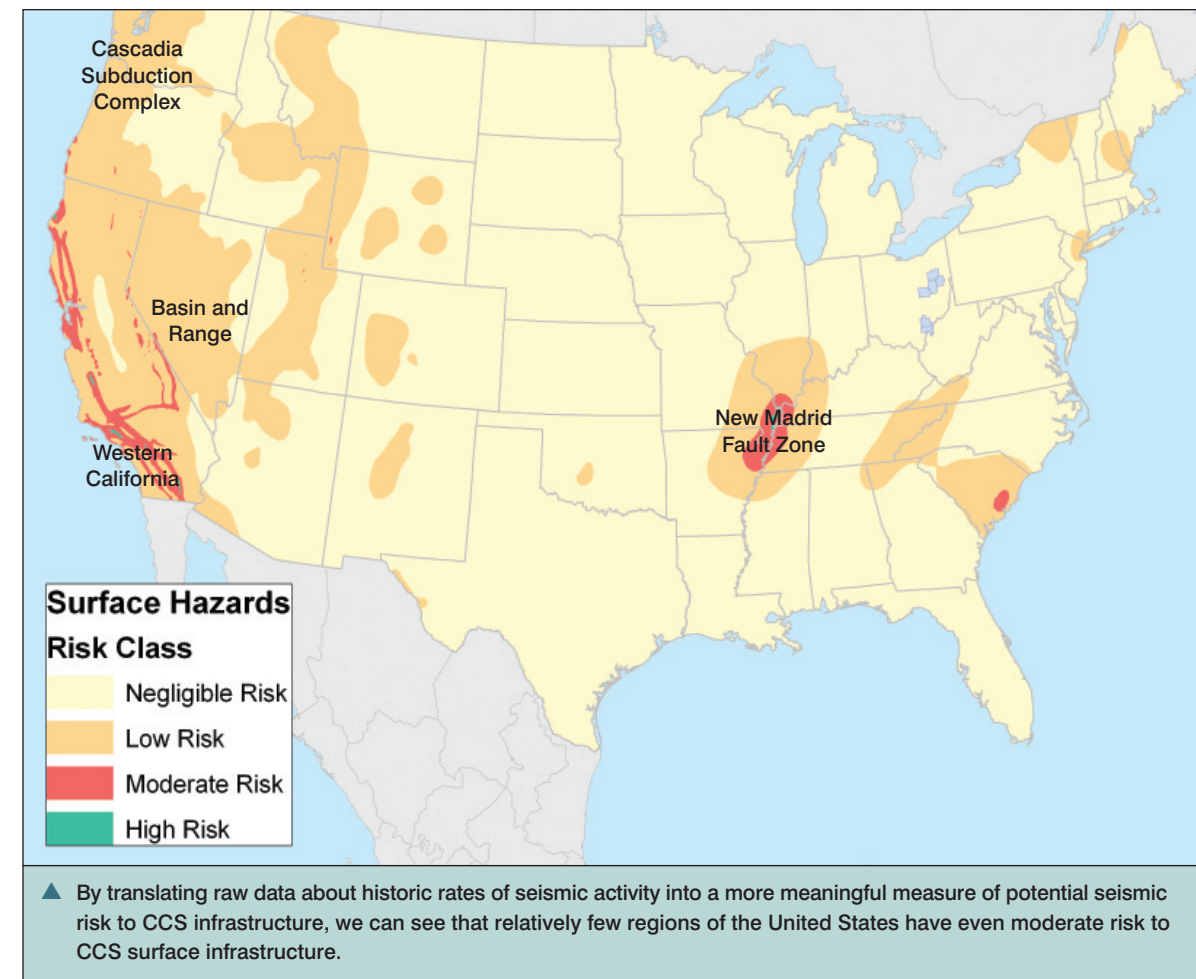 Cascadia
Subduction
Complex
Basin and
Range
New Madrid
Fault Zone
Western
California
Surface Hazards
Risk Class
Negligible Risk
Low Risk
Moderate Risk
High Risk
▲ By translating raw data about historic rates of seismic activity into a more meaningful measure of potential seismic
risk to CCS infrastructure, we can see that relatively few regions of the United States have even moderate risk to
CCS surface infrastructure.